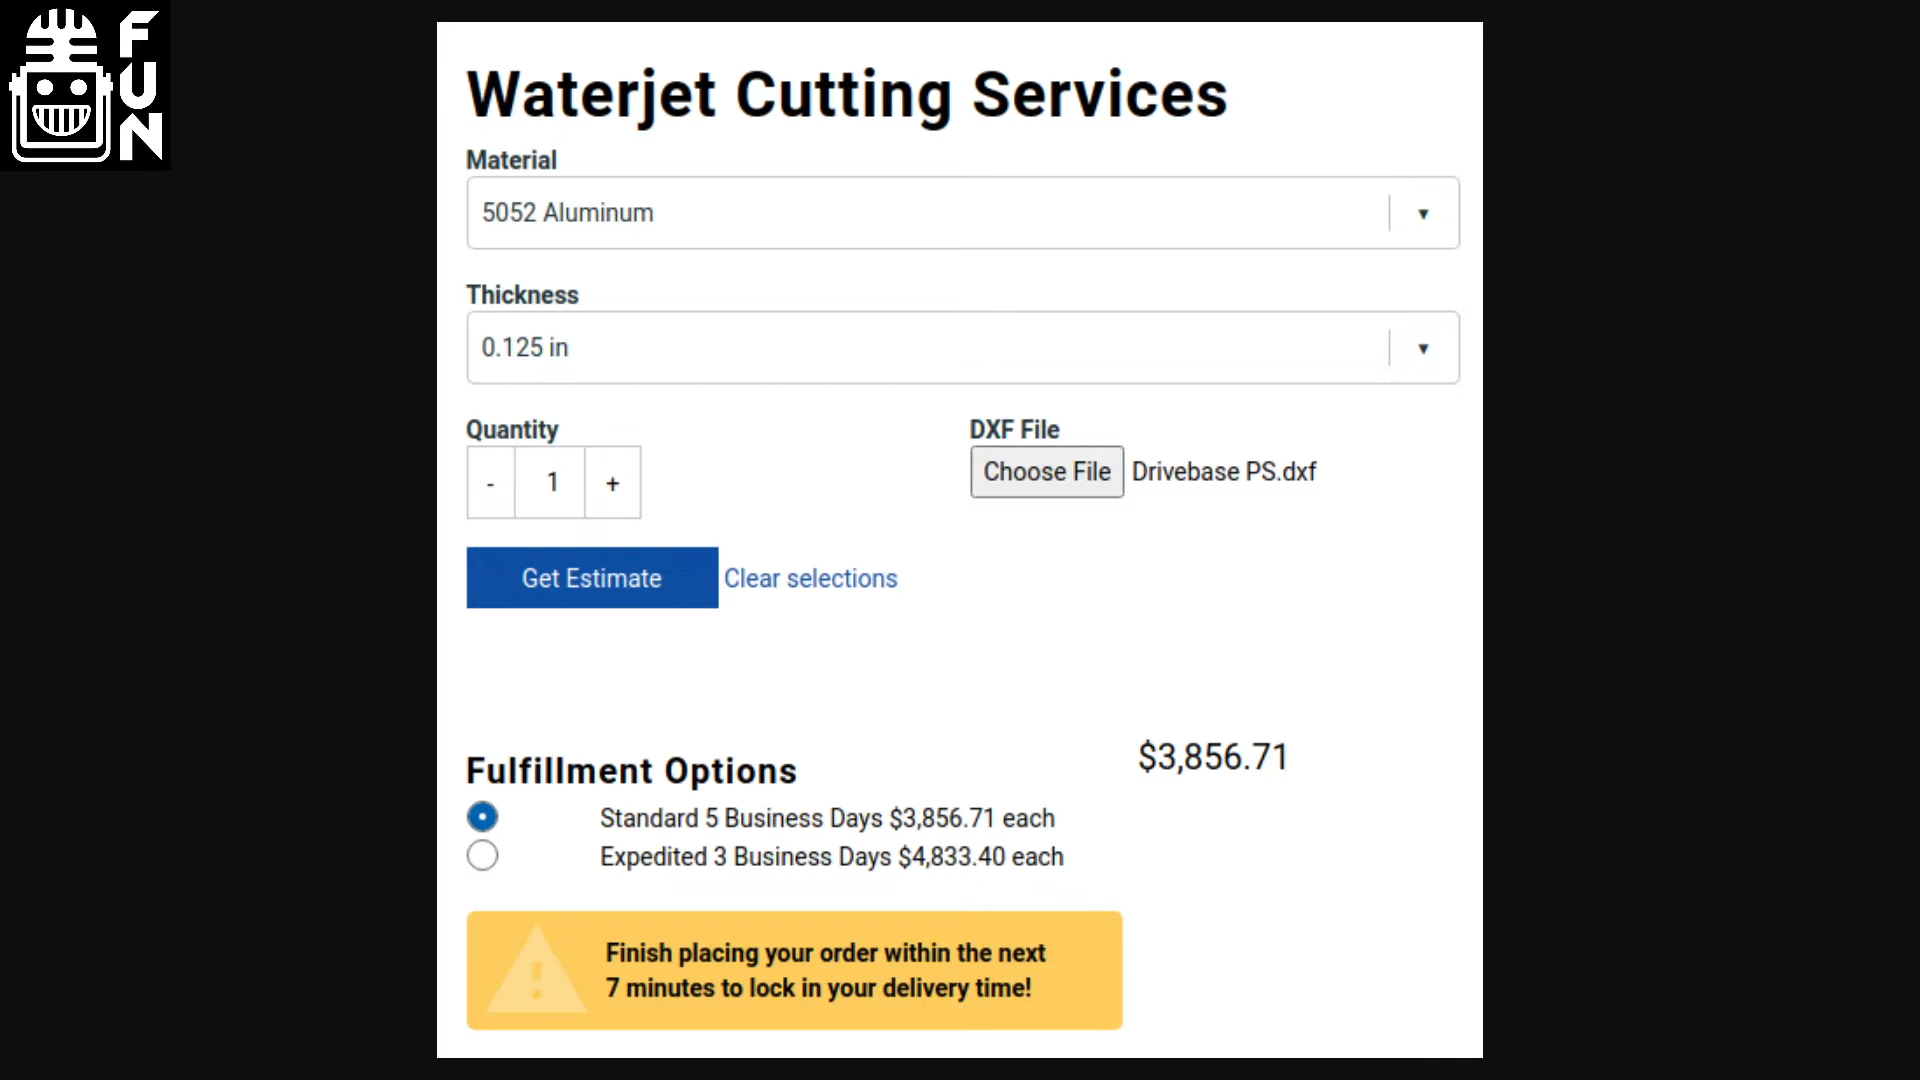 FUN
Waterjet Cutting Services
Material
5052 Aluminum
Thickness
0.125 in
Quantity
DXF File
- 1 +
Choose File Drivebase PS.dxf
Get Estimate Clear selections
$3,856.71
Fulfillment Options
Standard 5 Business Days $3,856.71 each
Expedited 3 Business Days $4,833.40 each
Finish placing your order within the next
7 minutes to lock in your delivery time!